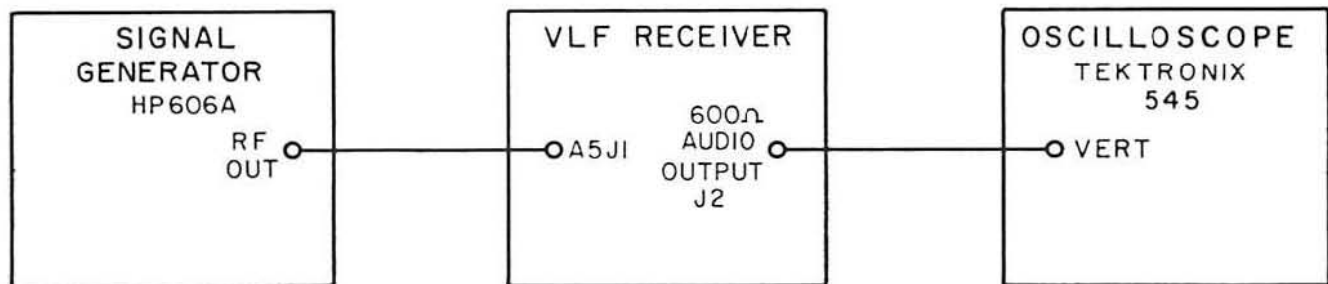 SIGNAL
GENERATOR
HP606A
RF
OUT
VLF RECEIVER
A5J1
600Ω
AUDIO
OUTPUT
J2
OSCILLOSCOPE
TEKTRONIX
545
VERT